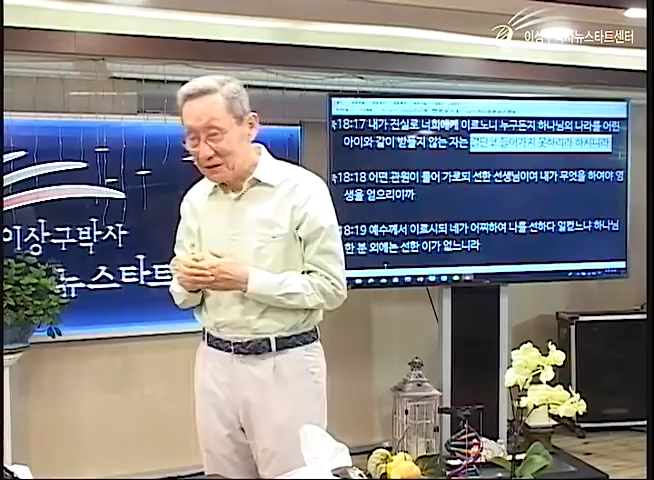 이상구박사뉴스타트센터
18:17 내가 진실로 너희에게 이르노니 누구든지 하나님의 나라를 어린
아이와 같이 받들지 않는 자는 결단코 들어가지 못하리라 하시니라
18:18 어떤 관원이 물어 가로되 선한 선생님이여 내가 무엇을 하여야 영
생을 얻으리이까
18:19 예수께서 이르시되 네가 어찌하여 나를 선하다 일컫느냐 하나님
한 분 외에는 선한 이가 없느니라
이상구박사
뉴스타트